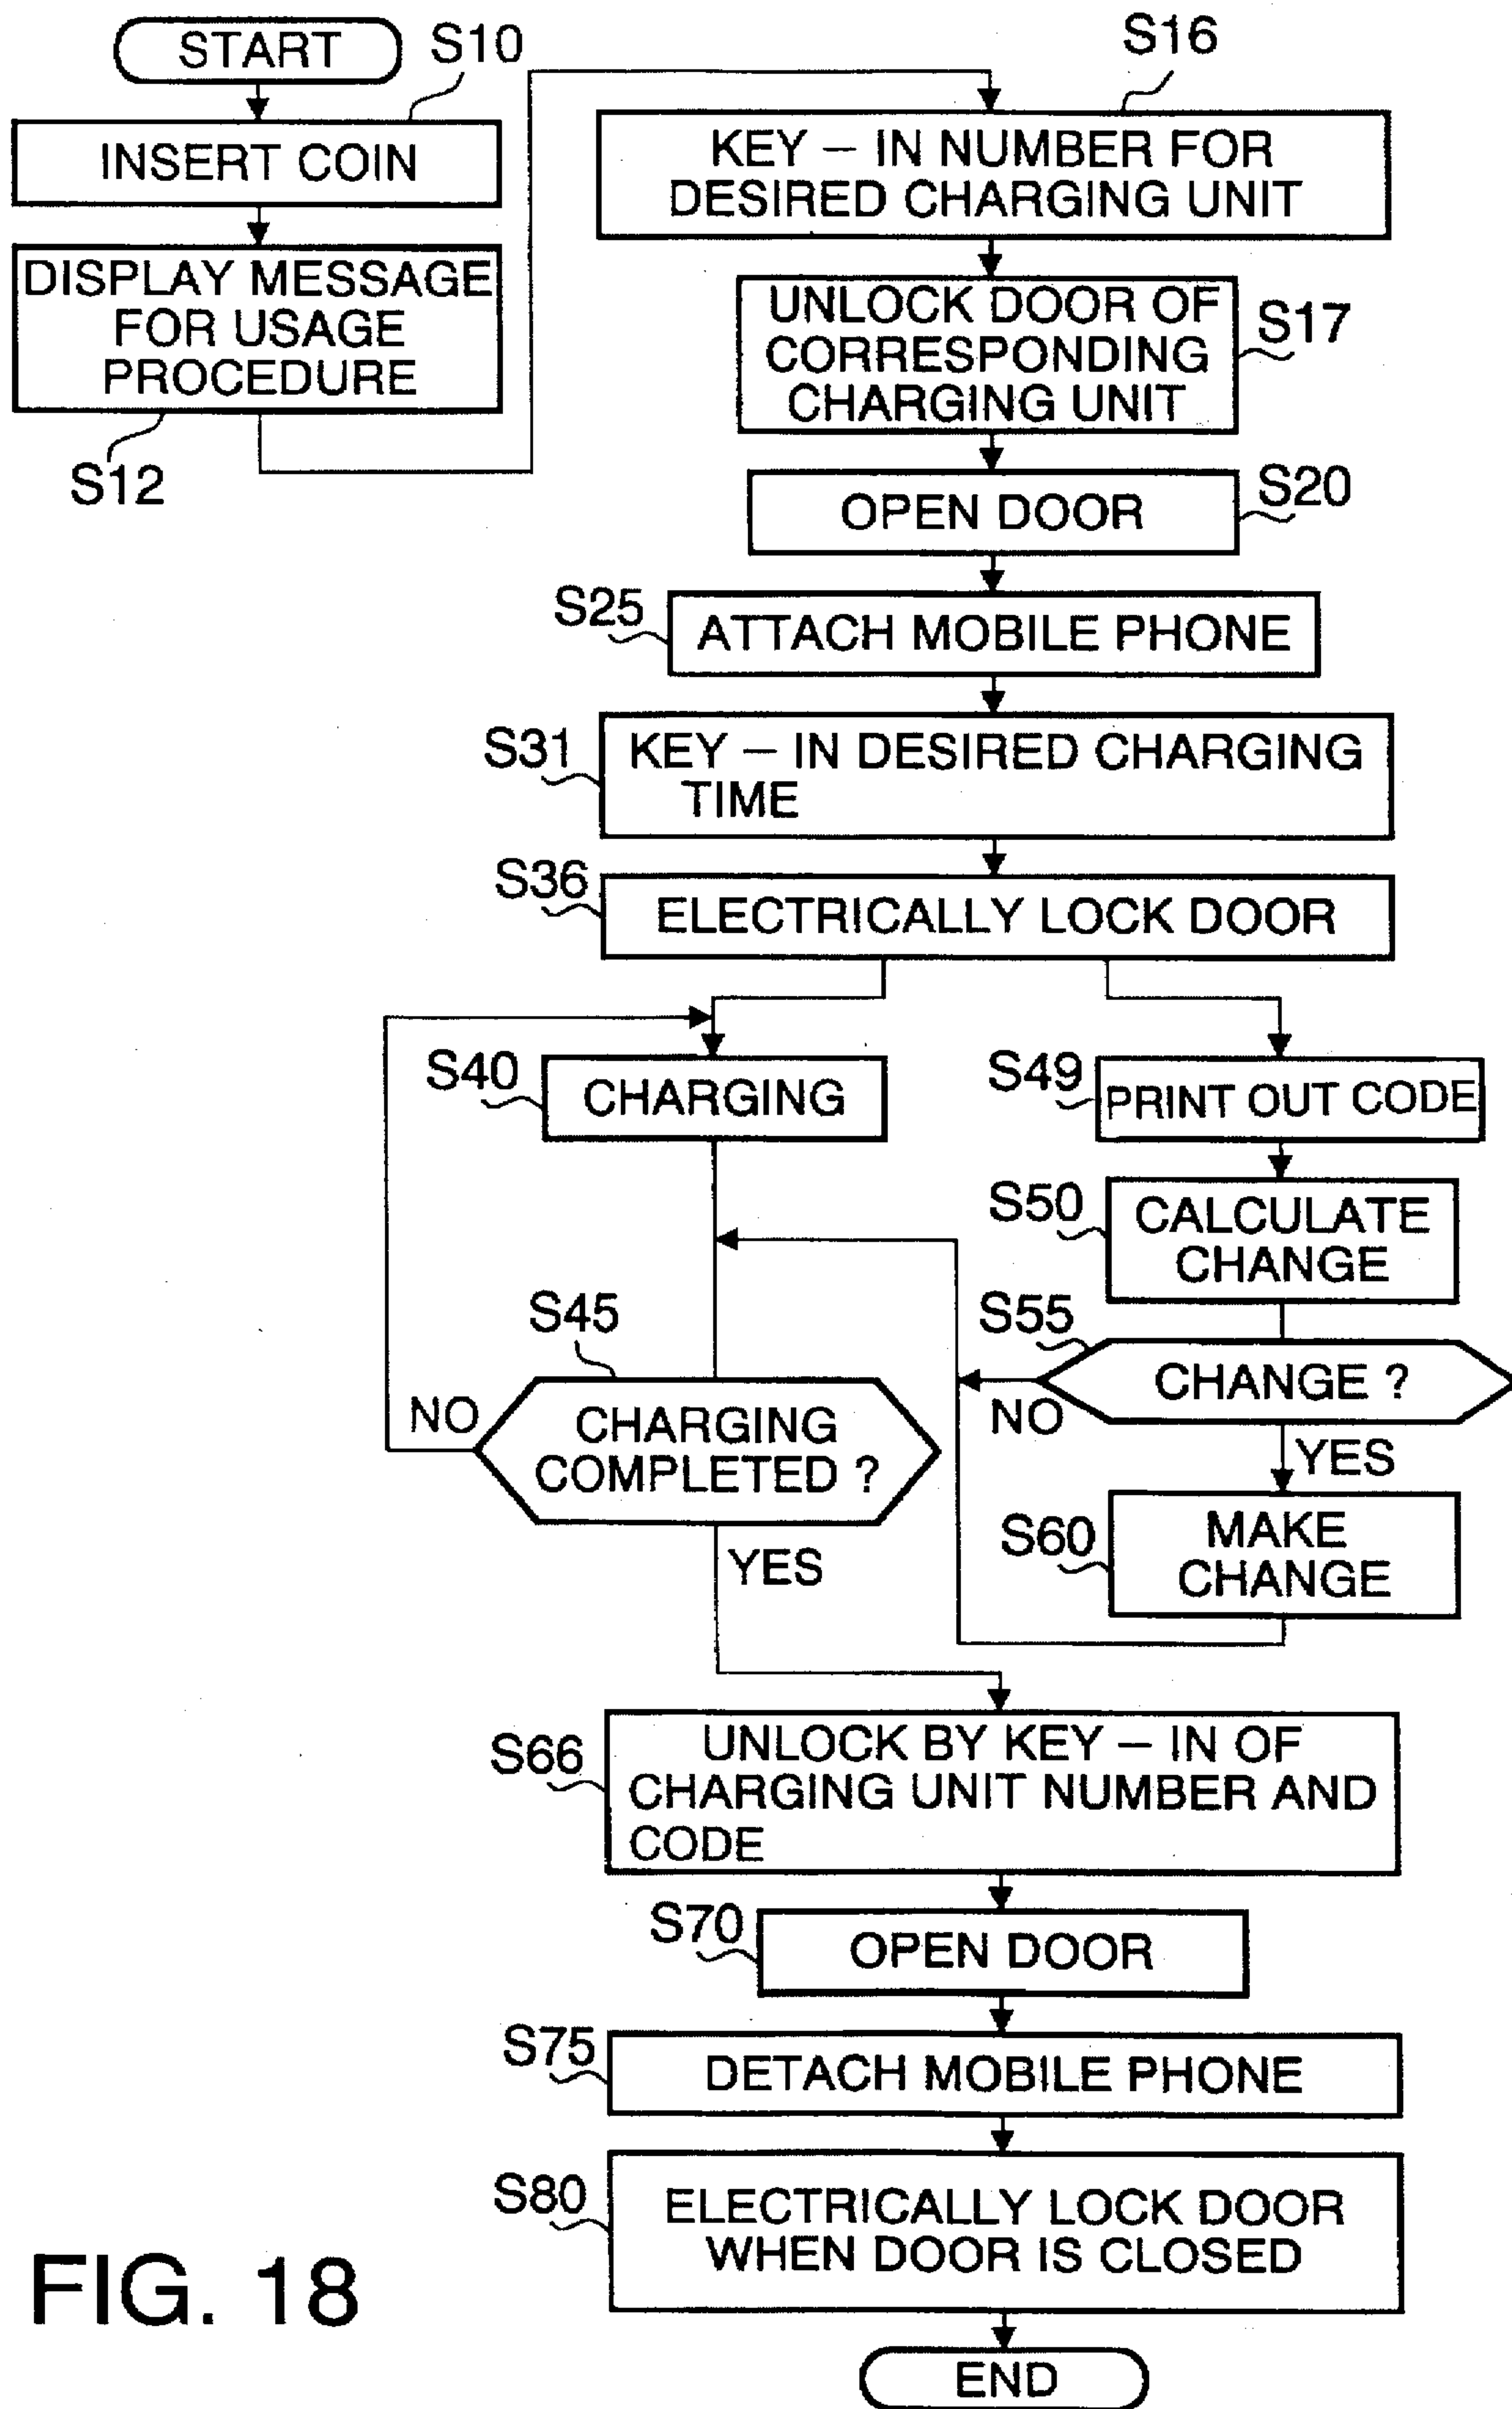 START
S10
INSERT COIN
DISPLAY MESSAGE
FOR USAGE
PROCEDURE
S12
S16
KEY – IN NUMBER FOR
DESIRED CHARGING UNIT
UNLOCK DOOR OF
CORRESPONDING
CHARGING UNIT
S17
OPEN DOOR
S20
S25
ATTACH MOBILE PHONE
S31
KEY – IN DESIRED CHARGING
TIME
S36
ELECTRICALLY LOCK DOOR
S40
CHARGING
S49
PRINT OUT CODE
S50
CALCULATE
CHANGE
S55
CHANGE ?
NO
YES
S60
MAKE
CHANGE
S45
CHARGING
COMPLETED ?
NO
YES
S66
UNLOCK BY KEY – IN OF
CHARGING UNIT NUMBER AND
CODE
S70
OPEN DOOR
S75
DETACH MOBILE PHONE
S80
ELECTRICALLY LOCK DOOR
WHEN DOOR IS CLOSED
END
FIG. 18